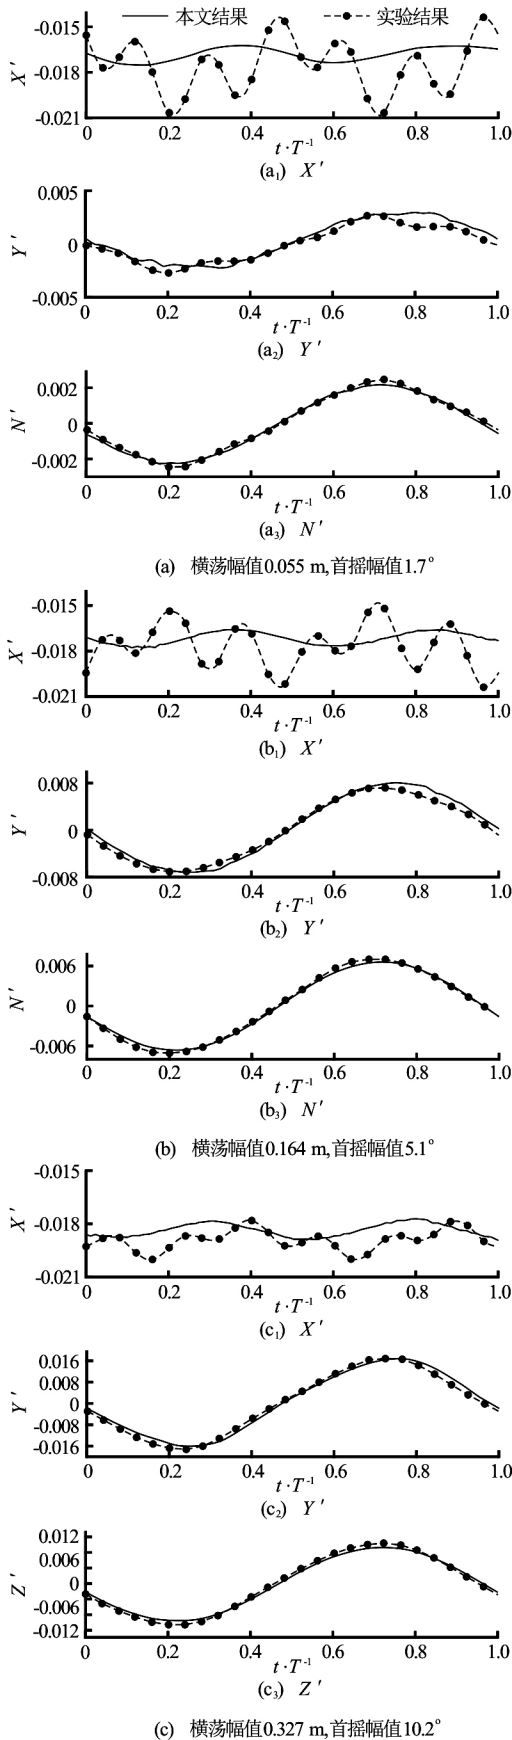 本文结果 实验结果
-0.015
-0.018
-0.021
X′
0 0.2 0.4 0.6 0.8 1.0
t·T⁻¹
(a₁) X′
0.005
0
-0.005
Y′
0 0.2 0.4 0.6 0.8 1.0
t·T⁻¹
(a₂) Y′
0.002
0
-0.002
N′
0 0.2 0.4 0.6 0.8 1.0
t·T⁻¹
(a₃) N′
(a) 横荡幅值0.055 m,首摇幅值1.7°
-0.015
-0.018
-0.021
X′
0 0.2 0.4 0.6 0.8 1.0
t·T⁻¹
(b₁) X′
0.008
0
-0.008
Y′
0 0.2 0.4 0.6 0.8 1.0
t·T⁻¹
(b₂) Y′
0.006
0
-0.006
N′
0 0.2 0.4 0.6 0.8 1.0
t·T⁻¹
(b₃) N′
(b) 横荡幅值0.164 m,首摇幅值5.1°
-0.015
-0.018
-0.021
X′
0 0.2 0.4 0.6 0.8 1.0
t·T⁻¹
(c₁) X′
0.016
0.008
0
-0.008
-0.016
Y′
0 0.2 0.4 0.6 0.8 1.0
t·T⁻¹
(c₂) Y′
0.012
0.006
0
-0.006
-0.012
Z′
0 0.2 0.4 0.6 0.8 1.0
t·T⁻¹
(c₃) Z′
(c) 横荡幅值0.327 m,首摇幅值10.2°